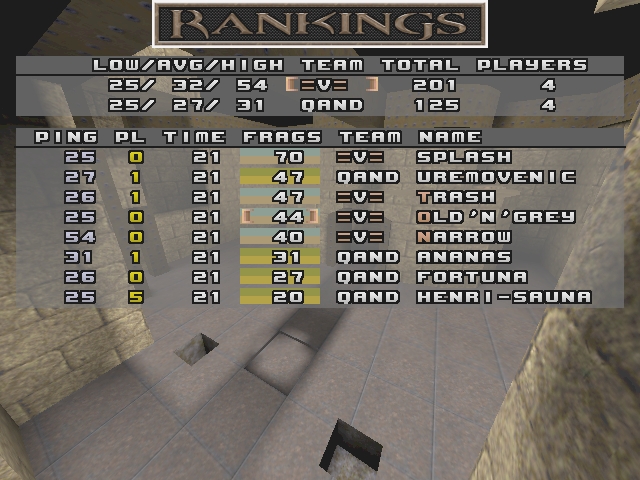 RANKINGS
LOW/AVG/HIGH TEAM TOTAL PLAYERS
25/ 32/ 54 [=V=] 201 4
25/ 27/ 31 QAND 125 4
PING PL TIME FRAGS TEAM NAME
25 0 21 70 =V= SPLASH
27 1 21 47 QAND UREMOVENIC
26 1 21 47 =V= TRASH
25 0 21 [44] =V= OLD'N'GREY
54 0 21 40 =V= NARROW
31 1 21 31 QAND ANANAS
26 0 21 27 QAND FORTUNA
25 5 21 20 QAND HENRI-SAUNA